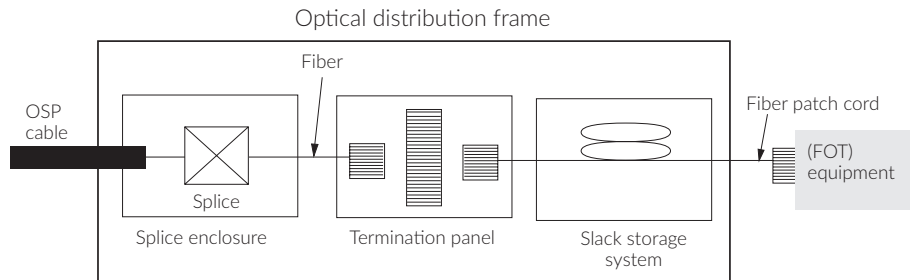 Optical distribution frame
Fiber
OSP
cable
Fiber patch cord
(FOT)
equipment
Splice
Splice enclosure
Termination panel
Slack storage
system